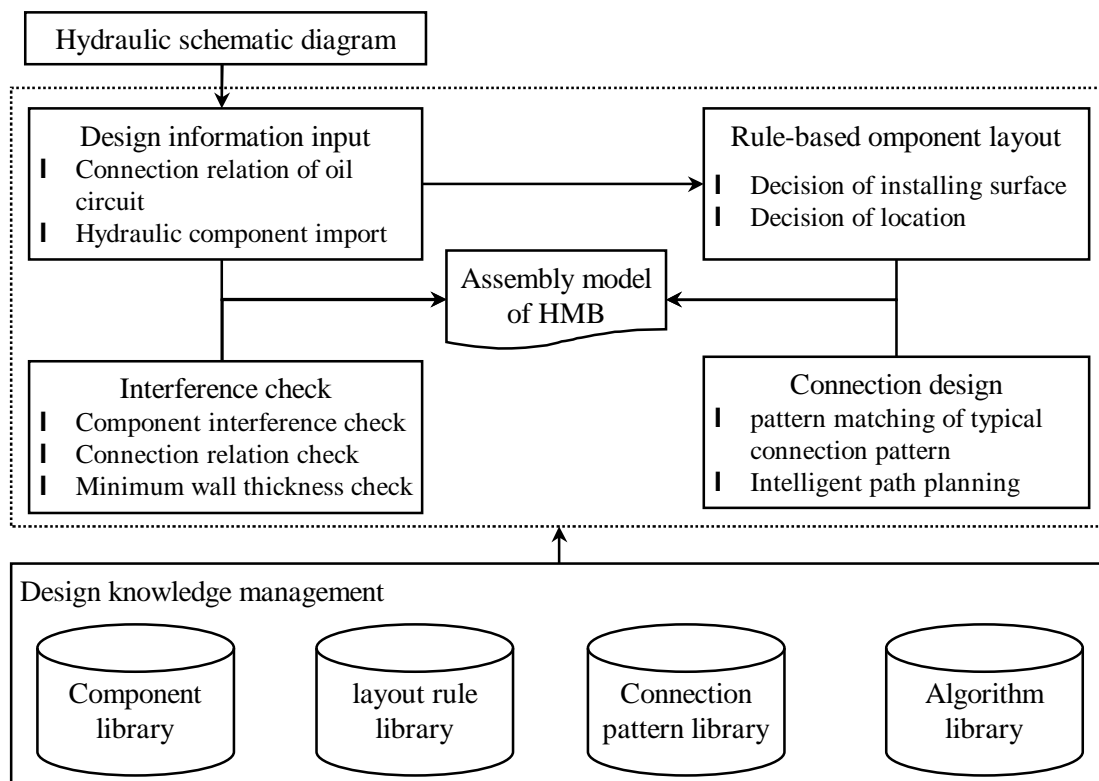 Hydraulic schematic diagram
Design information input
❙ Connection relation of oil
circuit
❙ Hydraulic component import
Rule-based omponent layout
❙ Decision of installing surface
❙ Decision of location
Assembly model
of HMB
Interference check
❙ Component interference check
❙ Connection relation check
❙ Minimum wall thickness check
Connection design
❙ pattern matching of typical
connection pattern
❙ Intelligent path planning
Design knowledge management
Component
library
layout rule
library
Connection
pattern library
Algorithm
library